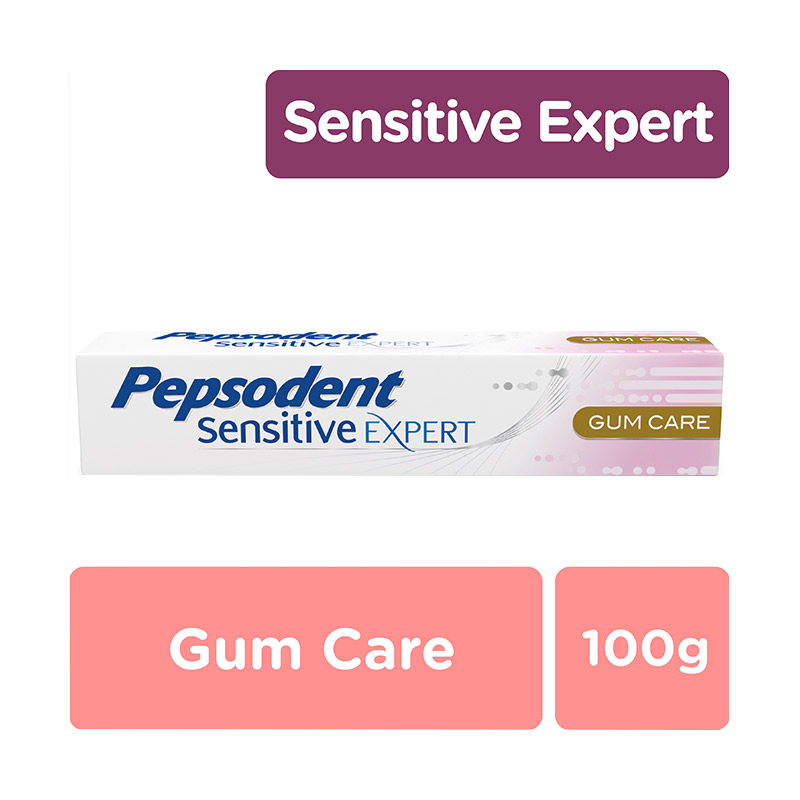 Sensitive Expert
Pepsodent
Sensitive EXPERT
GUM CARE
Pepsodent
Sensitive EXPERT
GUM CARE
Gum Care
100g